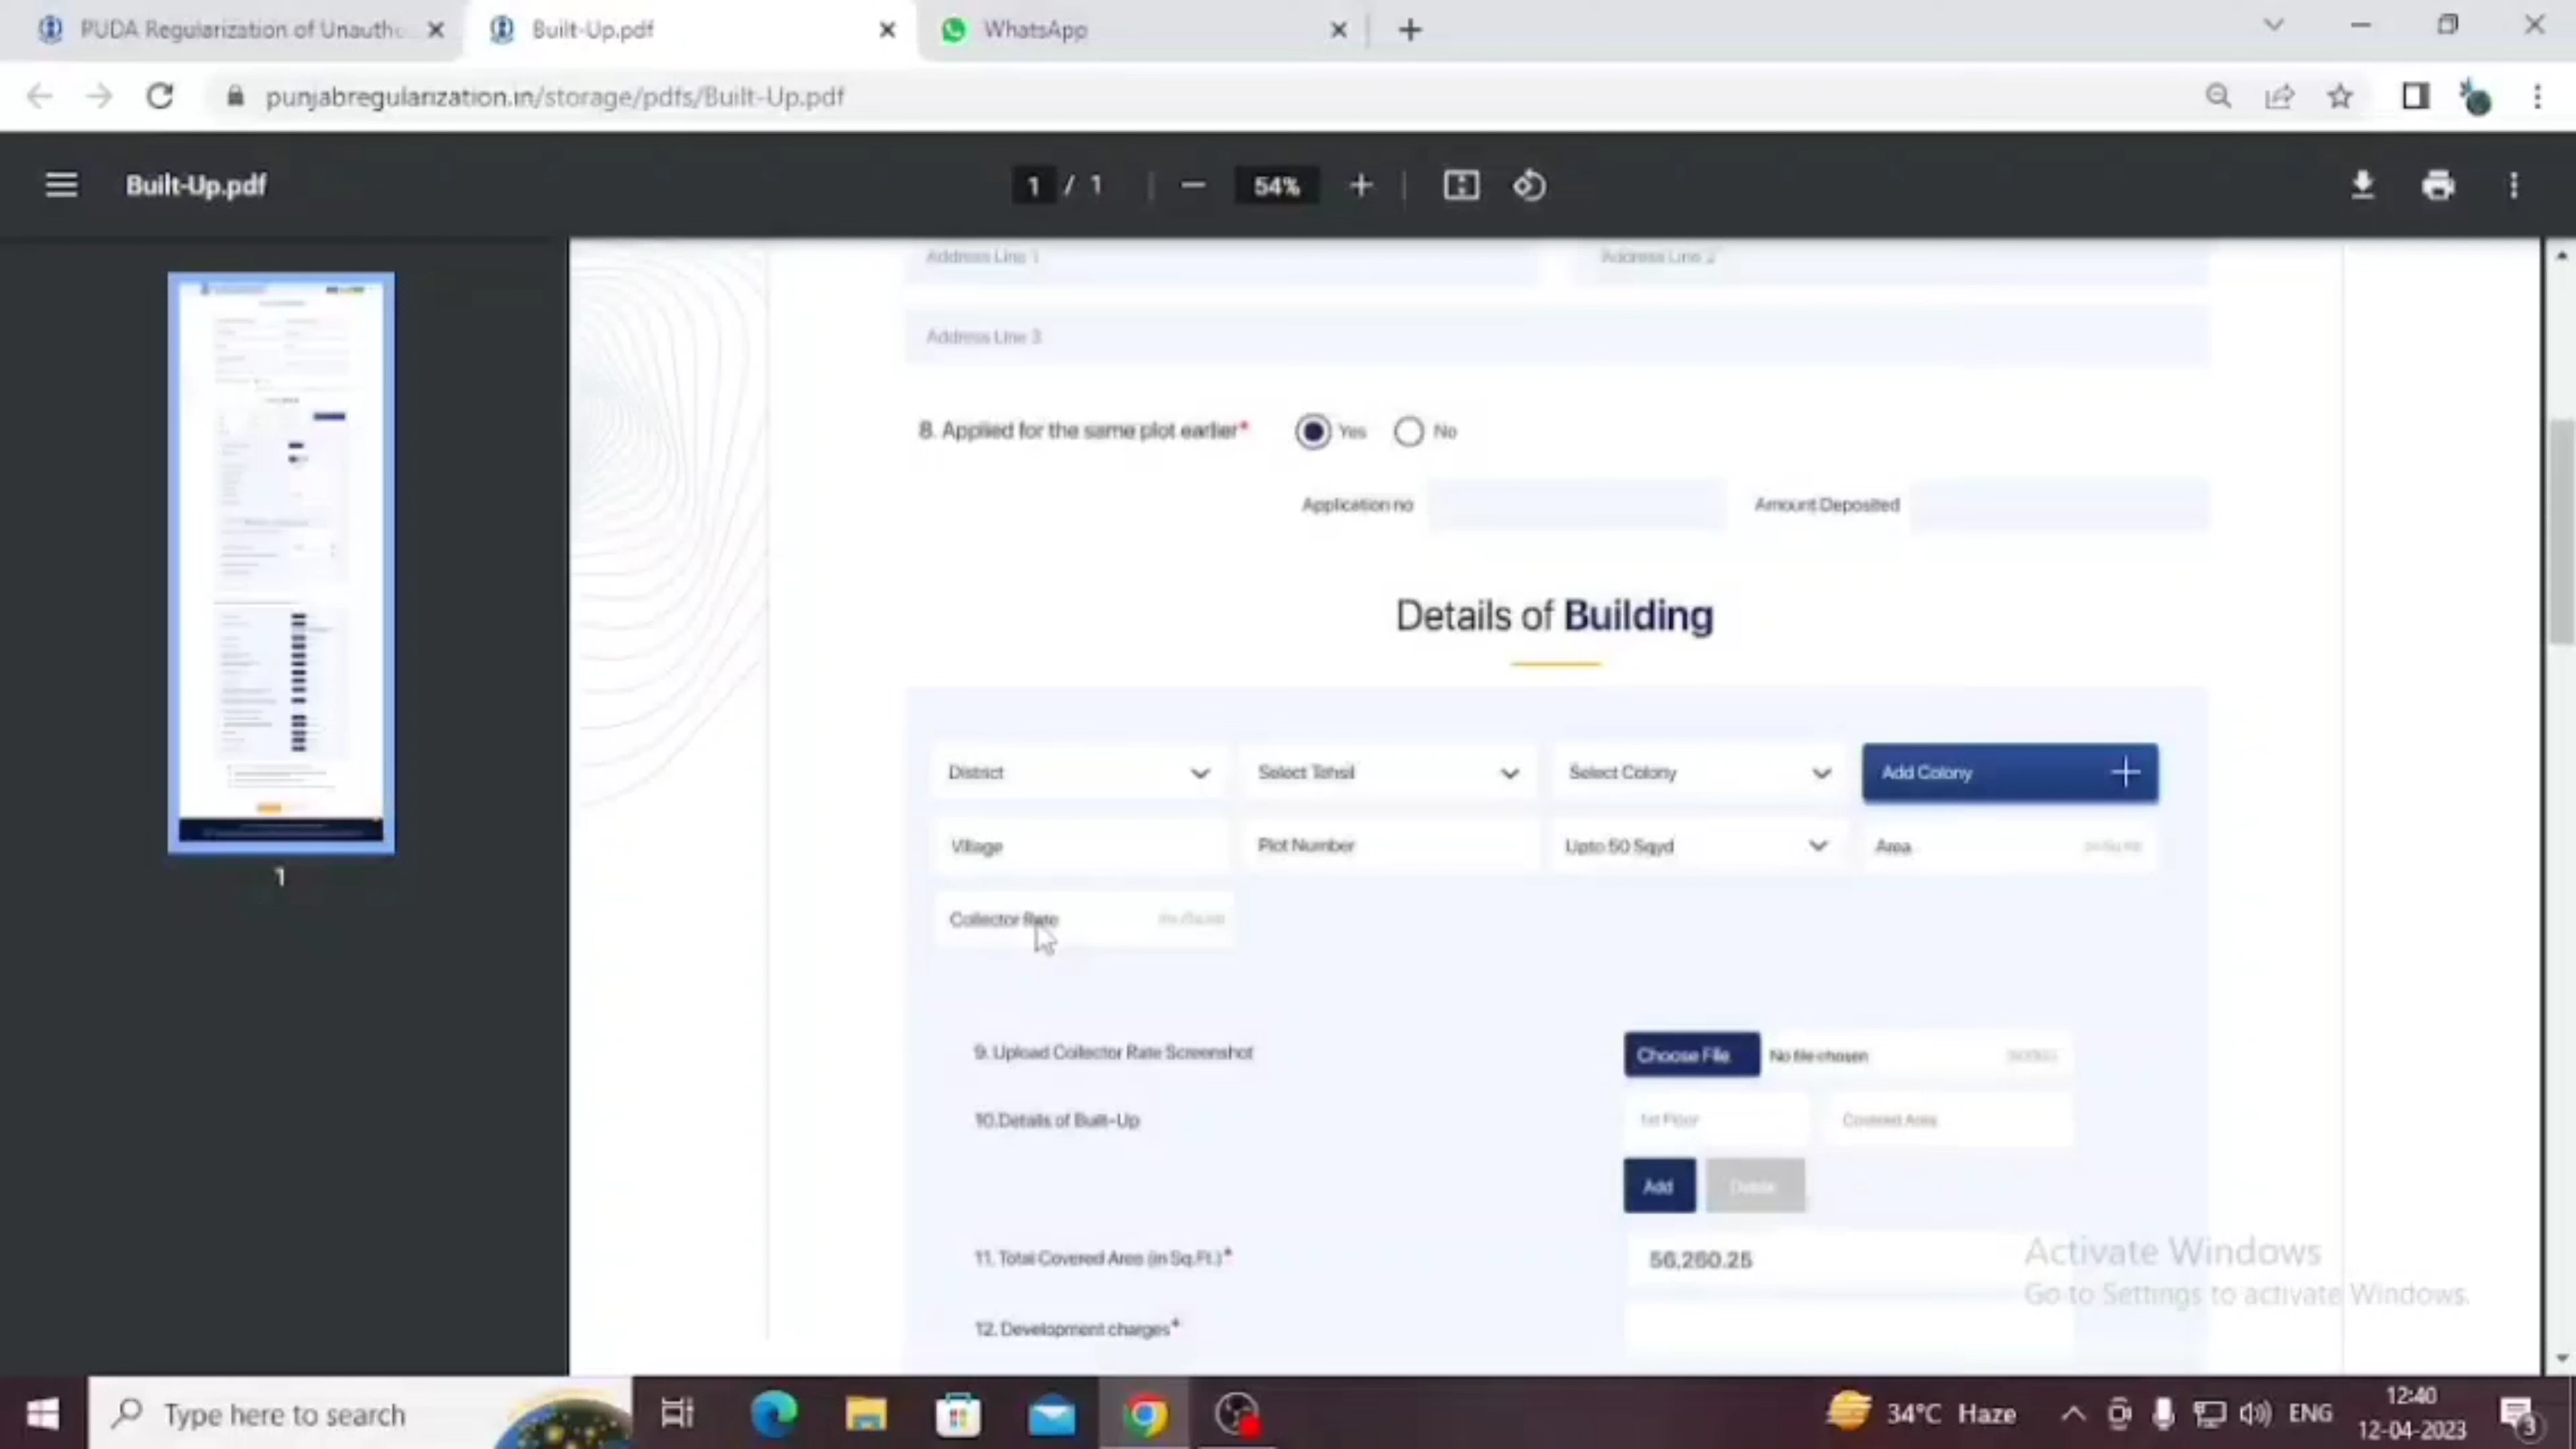 PUDA Regularization of Unautho
Built-Up.pdf
WhatsApp
punjabregularization.in/storage/pdfs/Built-Up.pdf
Built-Up.pdf
1 / 1
54%
Address Line 1
Address Line 2
Address Line 3
8. Applied for the same plot earlier*
Yes
No
Application no
Amount Deposited
Details of Building
District
Select Tehsil
Select Colony
Add Colony
Village
Plot Number
Upto 50 Sqyd
Area
Collector Rate
9. Upload Collector Rate Screenshot
Choose File
No file chosen
10.Details of Built-Up
1st Floor
Covered Area
Add
Delete
11. Total Covered Area (in Sq.Ft.)*
56,260.25
12. Development charges*
1
Activate Windows
Go to Settings to activate Windows.
Type here to search
34°C Haze
ENG
12:40
12-04-2023
3